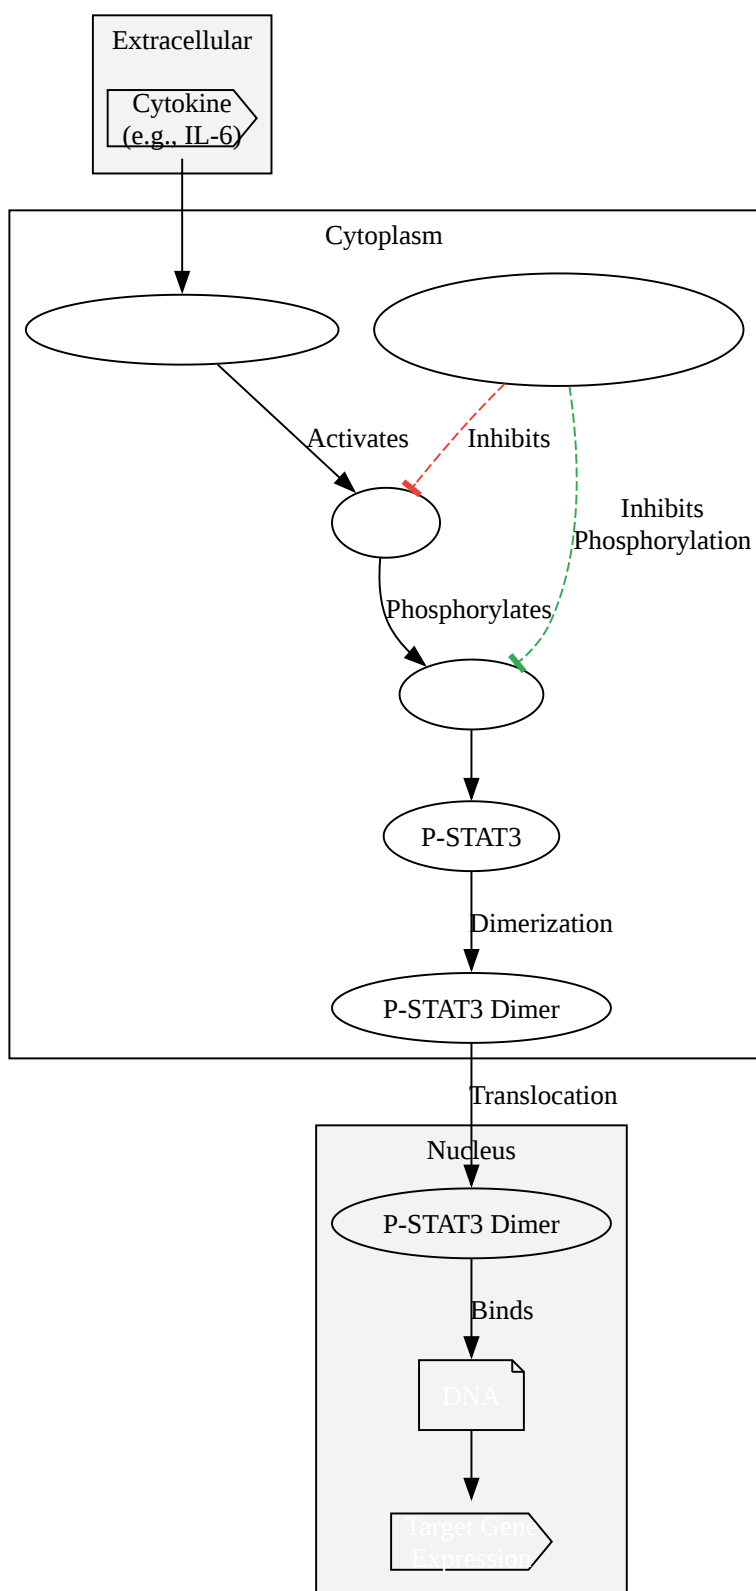 Extracellular
Cytokine
(e.g., IL-6)
Cytoplasm
Activates
Inhibits
Inhibits
Phosphorylation
Phosphorylates
P-STAT3
Dimerization
P-STAT3 Dimer
Translocation
Nucleus
P-STAT3 Dimer
Binds
DNA
Target Gene
Expression